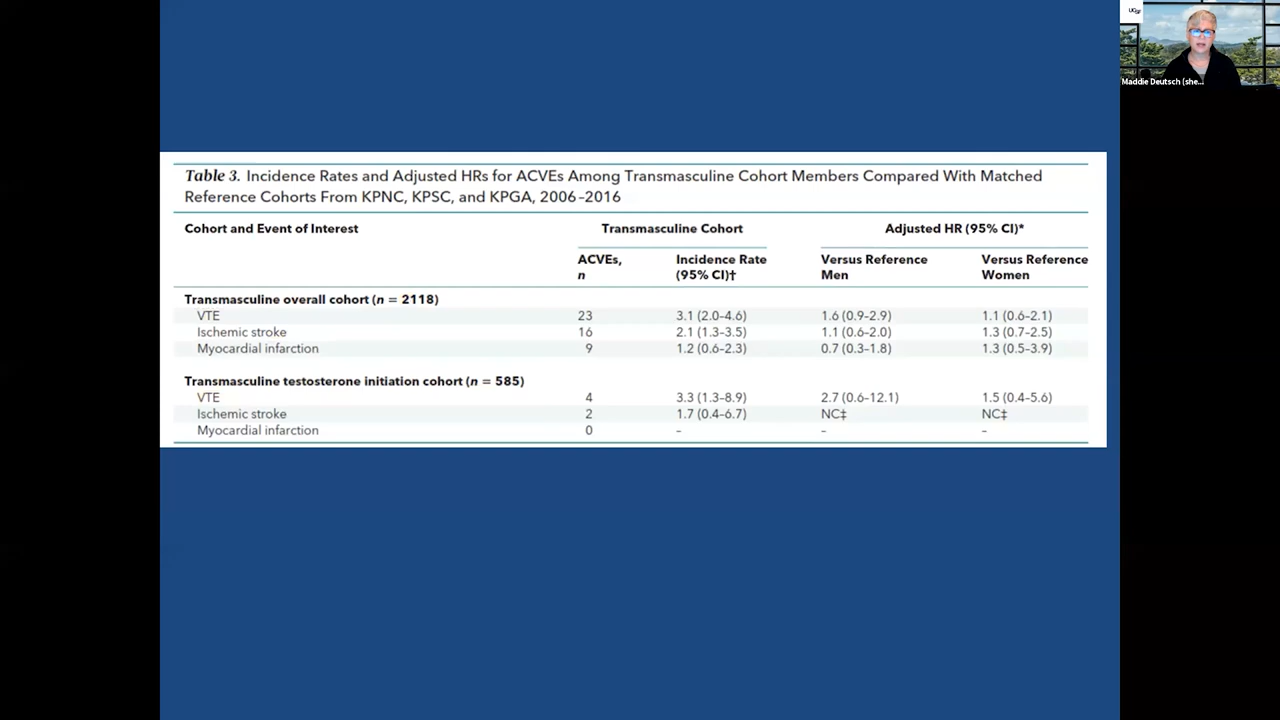 UCSF
Maddie Deutsch (she...
Table 3. Incidence Rates and Adjusted HRs for ACVEs Among Transmasculine Cohort Members Compared With Matched
Reference Cohorts From KPNC, KPSC, and KPGA, 2006–2016
Cohort and Event of Interest Transmasculine Cohort Adjusted HR (95% CI)*
ACVEs, Incidence Rate Versus Reference Versus Reference
n (95% CI)† Men Women
Transmasculine overall cohort (n = 2118)
VTE 23 3.1 (2.0–4.6) 1.6 (0.9–2.9) 1.1 (0.6–2.1)
Ischemic stroke 16 2.1 (1.3–3.5) 1.1 (0.6–2.0) 1.3 (0.7–2.5)
Myocardial infarction 9 1.2 (0.6–2.3) 0.7 (0.3–1.8) 1.3 (0.5–3.9)
Transmasculine testosterone initiation cohort (n = 585)
VTE 4 3.3 (1.3–8.9) 2.7 (0.6–12.1) 1.5 (0.4–5.6)
Ischemic stroke 2 1.7 (0.4–6.7) NC‡ NC‡
Myocardial infarction 0 – – –